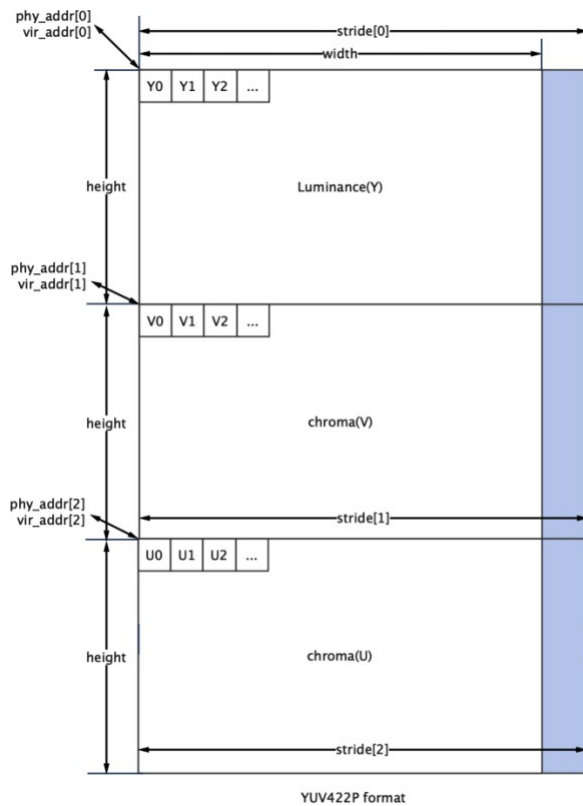 phy_addr[0]
vir_addr[0]
stride[0]
width
Y0 Y1 Y2 ...
height
Luminance(Y)
phy_addr[1]
vir_addr[1]
V0 V1 V2 ...
height
chroma(V)
phy_addr[2]
vir_addr[2]
stride[1]
U0 U1 U2 ...
height
chroma(U)
stride[2]
YUV422P format